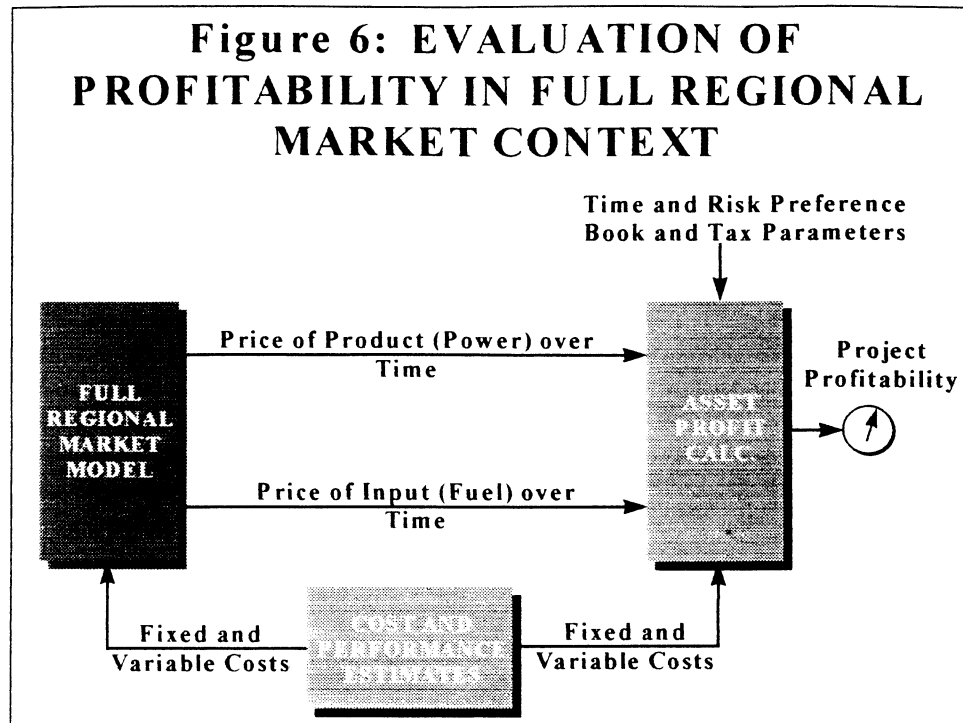 Figure 6: EVALUATION OF
PROFITABILITY IN FULL REGIONAL
MARKET CONTEXT
Time and Risk Preference
Book and Tax Parameters
Price of Product (Power) over
Time
Project
Profitability
FULL
REGIONAL
MARKET
MODEL
ASSET
PROFIT
CALC.
Price of Input (Fuel) over
Time
Fixed and
Variable Costs
COST AND
PERFORMANCE
ESTIMATES
Fixed and
Variable Costs